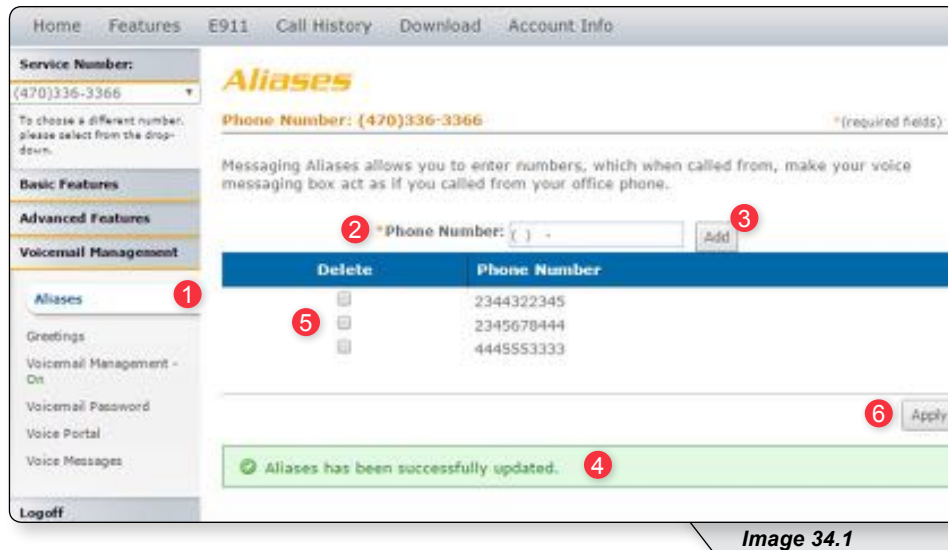 Home Features E911 Call History Download Account Info
Service Number:
(470)336-3366
To choose a different number,
please select from the drop-
down.
Basic Features
Advanced Features
Voicemail Management
Aliases 1
Greetings
Voicemail Management -
On
Voicemail Password
Voice Portal
Voice Messages
Logoff
Aliases
Phone Number: (470)336-3366 *(required fields)
Messaging Aliases allows you to enter numbers, which when called from, make your voice
messaging box act as if you called from your office phone.
2 *Phone Number: ( ) - Add 3
Delete Phone Number
2344322345
5 2345678444
4445553333
6 Apply
Aliases has been successfully updated. 4
Image 34.1